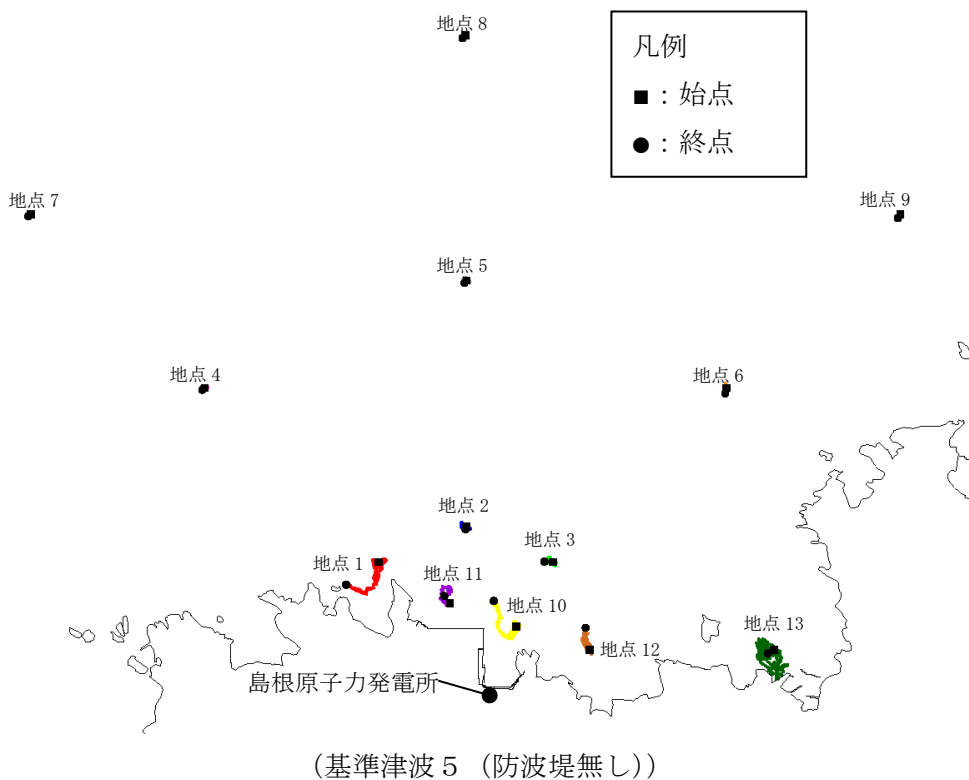 地点 8
凡例
■：始点
●：終点
地点 7
地点 9
地点 5
地点 4
地点 6
地点 2
地点 3
地点 1
地点 11
地点 10
地点 12
地点 13
島根原子力発電所
（基準津波５（防波堤無し））